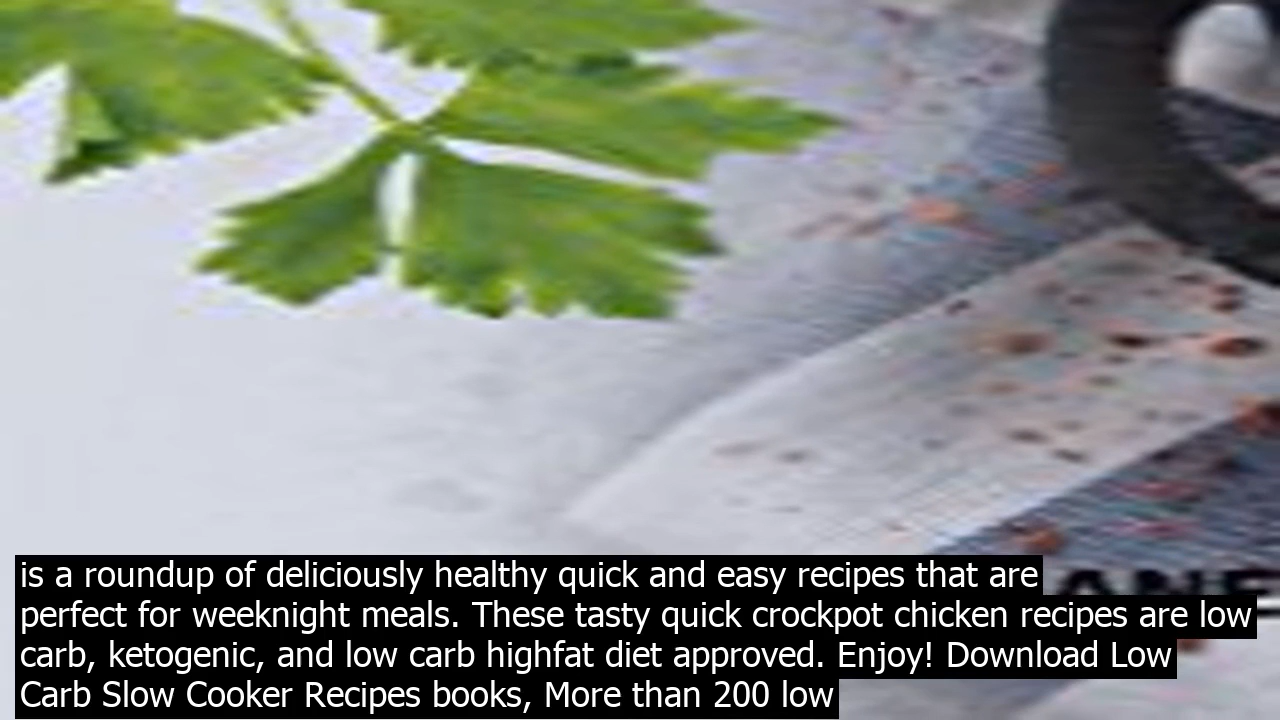 is a roundup of deliciously healthy quick and easy recipes that are
perfect for weeknight meals. These tasty quick crockpot chicken recipes are low
carb, ketogenic, and low carb highfat diet approved. Enjoy! Download Low
Carb Slow Cooker Recipes books, More than 200 low